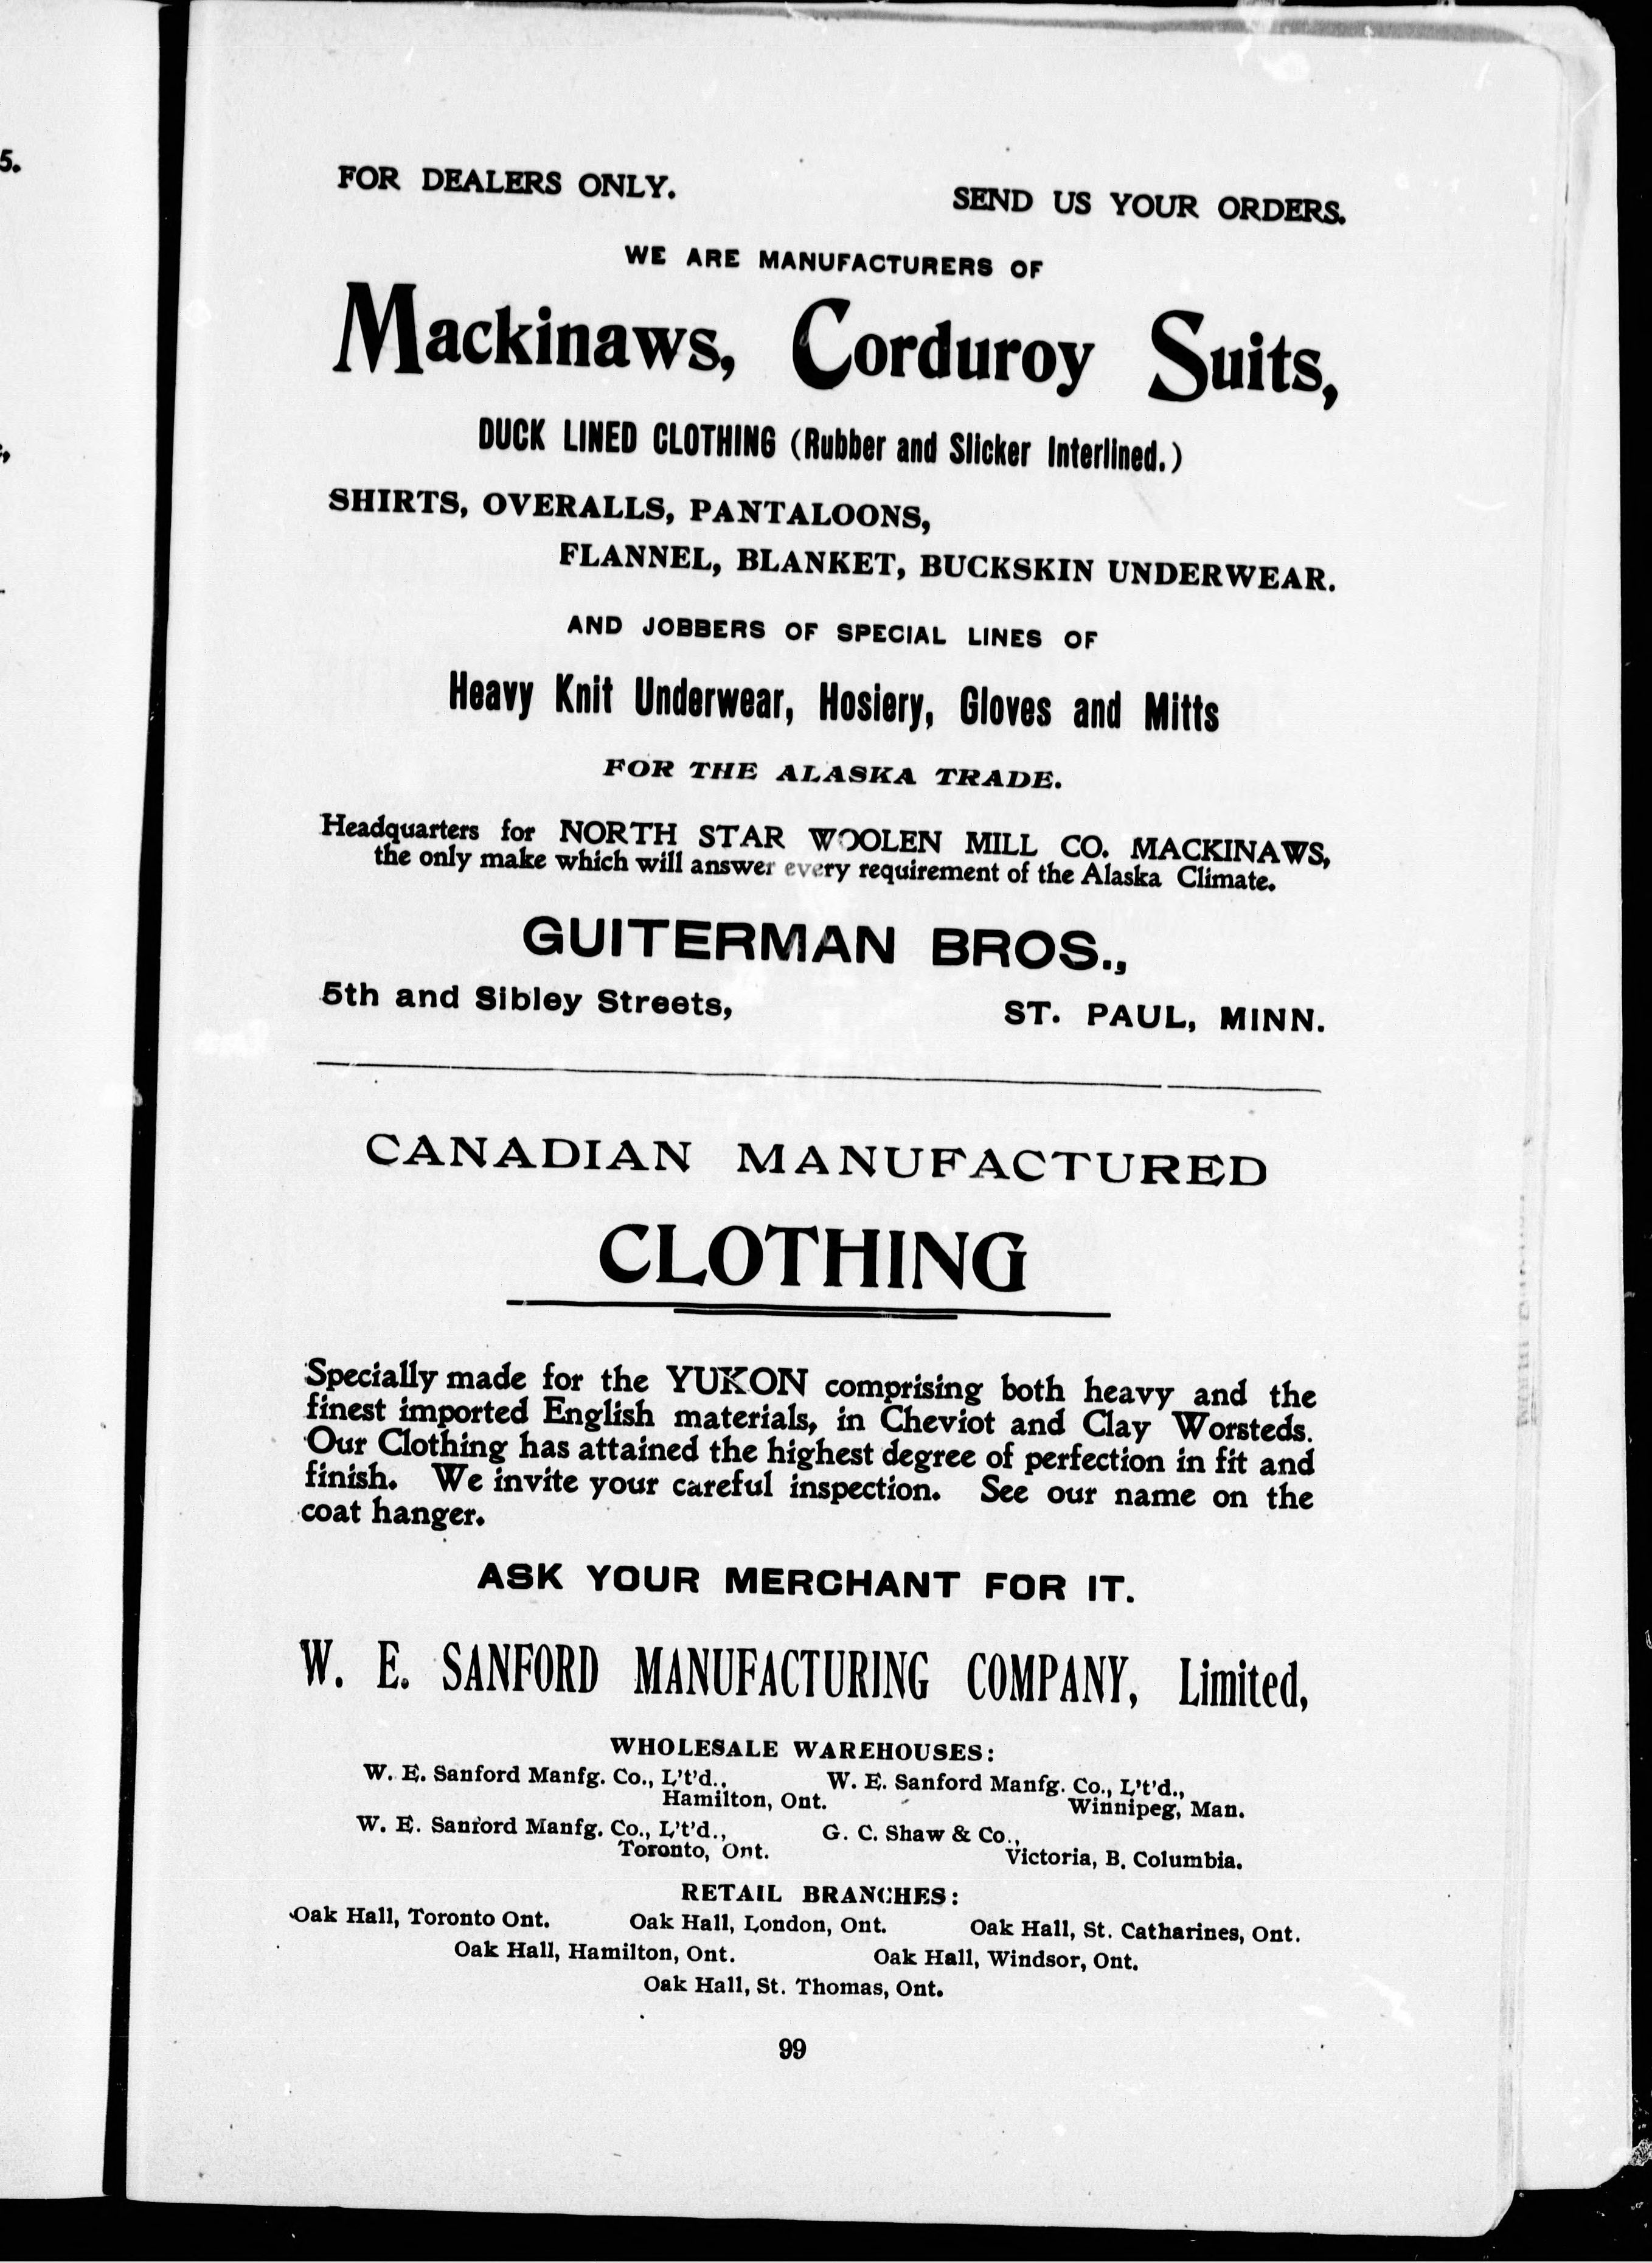 5.
FOR DEALERS ONLY. SEND US YOUR ORDERS.
WE ARE MANUFACTURERS OF
Mackinaws, Corduroy Suits,
DUCK LINED CLOTHING (Rubber and Slicker Interlined.)
SHIRTS, OVERALLS, PANTALOONS,
FLANNEL, BLANKET, BUCKSKIN UNDERWEAR.
AND JOBBERS OF SPECIAL LINES OF
Heavy Knit Underwear, Hosiery, Gloves and Mitts
FOR THE ALASKA TRADE.
Headquarters for NORTH STAR WOOLEN MILL CO. MACKINAWS,
the only make which will answer every requirement of the Alaska Climate.
GUITERMAN BROS.,
5th and Sibley Streets, ST. PAUL, MINN.
CANADIAN MANUFACTURED
CLOTHING
Specially made for the YUKON comprising both heavy and the
finest imported English materials, in Cheviot and Clay Worsteds.
Our Clothing has attained the highest degree of perfection in fit and
finish. We invite your careful inspection. See our name on the
coat hanger.
ASK YOUR MERCHANT FOR IT.
W. E. SANFORD MANUFACTURING COMPANY, Limited,
WHOLESALE WAREHOUSES:
W. E. Sanford Manfg. Co., L't'd., W. E. Sanford Manfg. Co., L't'd.,
Hamilton, Ont. Winnipeg, Man.
W. E. Sanford Manfg. Co., L't'd., G. C. Shaw & Co.,
Toronto, Ont. Victoria, B. Columbia.
RETAIL BRANCHES:
Oak Hall, Toronto Ont. Oak Hall, London, Ont. Oak Hall, St. Catharines, Ont.
Oak Hall, Hamilton, Ont. Oak Hall, Windsor, Ont.
Oak Hall, St. Thomas, Ont.
99